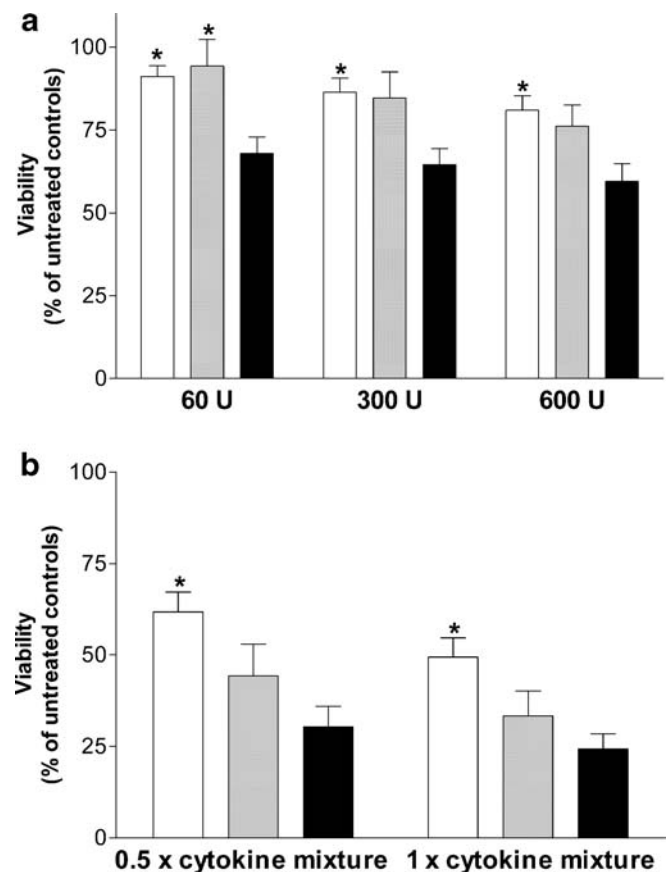 a
Viability
(% of untreated controls)
100
75
50
25
0
* * * *
60 U 300 U 600 U
b
Viability
(% of untreated controls)
100
75
50
25
0
* *
0.5 x cytokine mixture 1 x cytokine mixture